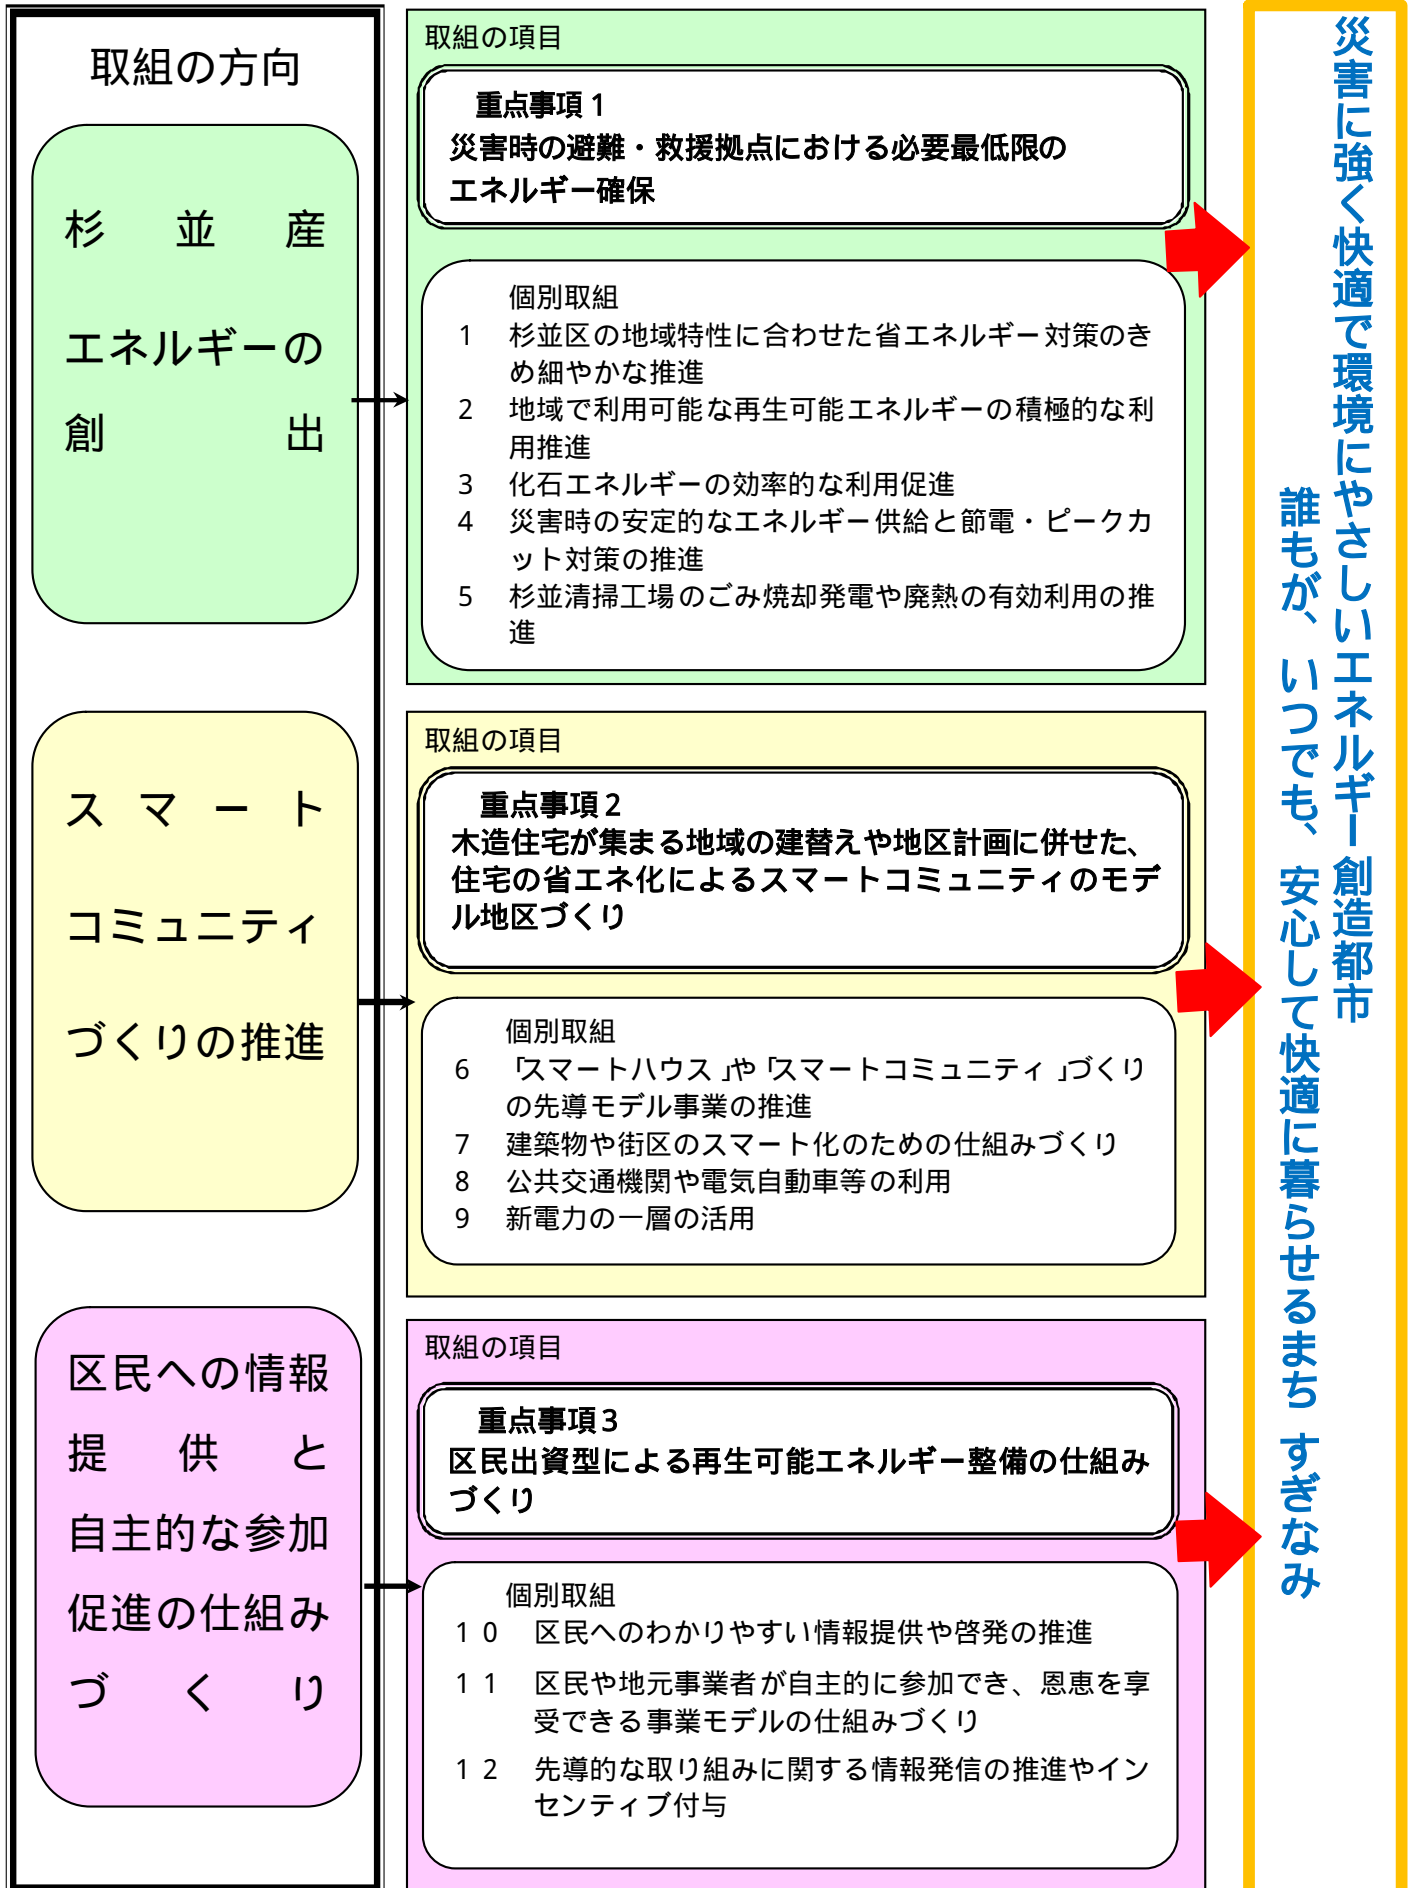 取組の方向
杉並産
エネルギーの
創出
スマート
コミュニティ
づくりの推進
区民への情報
提供と
自主的な参加
促進の仕組み
づくり
取組の項目
重点事項1
災害時の避難・救援拠点における必要最低限の
エネルギー確保
個別取組
1 杉並区の地域特性に合わせた省エネルギー対策のき
め細やかな推進
2 地域で利用可能な再生可能エネルギーの積極的な利
用推進
3 化石エネルギーの効率的な利用促進
4 災害時の安定的なエネルギー供給と節電・ピークカ
ット対策の推進
5 杉並清掃工場のごみ焼却発電や廃熱の有効利用の推
進
取組の項目
重点事項2
木造住宅が集まる地域の建替えや地区計画に併せた、
住宅の省エネ化によるスマートコミュニティのモデ
ル地区づくり
個別取組
6 「スマートハウス」や「スマートコミュニティ」づくり
の先導モデル事業の推進
7 建築物や街区のスマート化のための仕組みづくり
8 公共交通機関や電気自動車等の利用
9 新電力の一層の活用
取組の項目
重点事項3
区民出資型による再生可能エネルギー整備の仕組み
づくり
個別取組
10 区民へのわかりやすい情報提供や啓発の推進
11 区民や地元事業者が自主的に参加でき、恩恵を享
受できる事業モデルの仕組みづくり
12 先導的な取り組みに関する情報発信の推進やイン
センティブ付与
災害に強く快適で環境にやさしいエネルギー創造都市
誰もが、いつでも、安心して快適に暮らせるまち すぎなみ